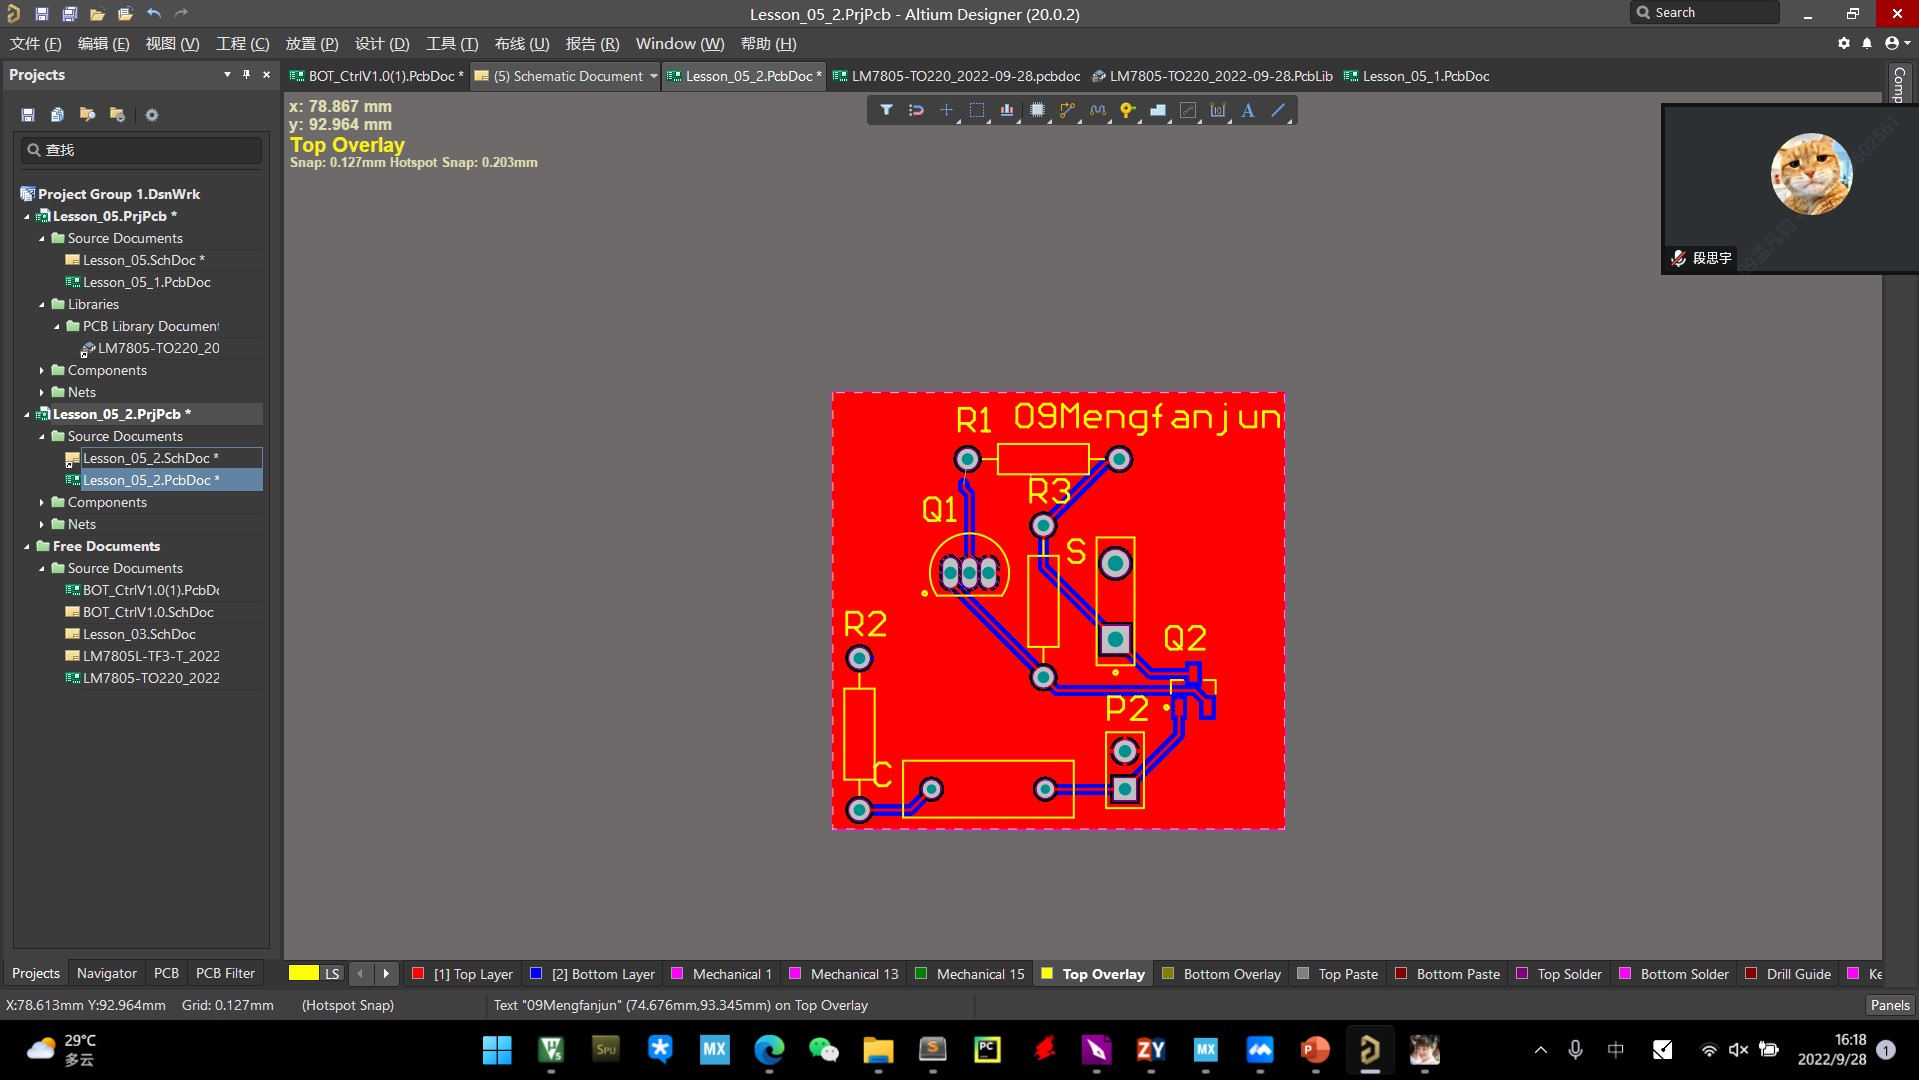 Lesson_05_2.PrjPcb - Altium Designer (20.0.2)
Search
文件 (F) 编辑 (E) 视图 (V) 工程 (C) 放置 (P) 设计 (D) 工具 (T) 布线 (U) 报告 (R) Window (W) 帮助 (H)
Projects
BOT_CtrlV1.0(1).PcbDoc * (5) Schematic Document Lesson_05_2.PcbDoc * LM7805-TO220_2022-09-28.pcbdoc LM7805-TO220_2022-09-28.PcbLib Lesson_05_1.PcbDoc
Comp
x: 78.867 mm
y: 92.964 mm
Top Overlay
Snap: 0.127mm Hotspot Snap: 0.203mm
查找
Project Group 1.DsnWrk
Lesson_05.PrjPcb *
Source Documents
Lesson_05.SchDoc *
Lesson_05_1.PcbDoc
Libraries
PCB Library Document
LM7805-TO220_20
Components
Nets
Lesson_05_2.PrjPcb *
Source Documents
Lesson_05_2.SchDoc *
Lesson_05_2.PcbDoc *
Components
Nets
Free Documents
Source Documents
BOT_CtrlV1.0(1).PcbDo
BOT_CtrlV1.0.SchDoc
Lesson_03.SchDoc
LM7805L-TF3-T_2022
LM7805-TO220_2022
段思宇
R1 09Mengfanjun
R3
Q1
S
R2
Q2
P2
C
Projects Navigator PCB PCB Filter
LS [1] Top Layer [2] Bottom Layer Mechanical 1 Mechanical 13 Mechanical 15 Top Overlay Bottom Overlay Top Paste Bottom Paste Top Solder Bottom Solder Drill Guide Ke
X:78.613mm Y:92.964mm Grid: 0.127mm (Hotspot Snap) Text "09Mengfanjun" (74.676mm,93.345mm) on Top Overlay
Panels
29°C
多云
SPU
MX
PC
ZY
MX
中
16:18
2022/9/28
1